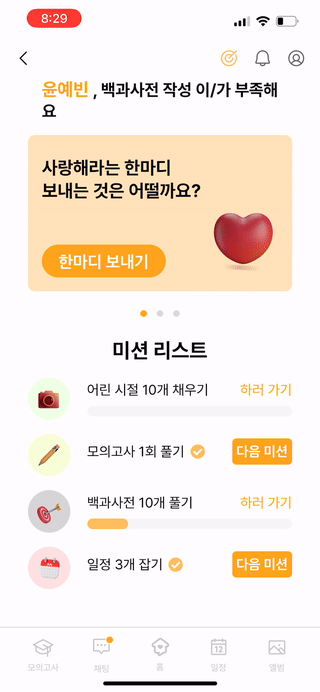 8:29
윤예빈 , 백과사전 작성 이/가 부족해
요
사랑해라는 한마디
보내는 것은 어떨까요?
한마디 보내기
미션 리스트
어린 시절 10개 채우기 하러 가기
모의고사 1회 풀기 다음 미션
백과사전 10개 풀기 하러 가기
일정 3개 잡기 다음 미션
12
모의고사 채팅 홈 일정 앨범